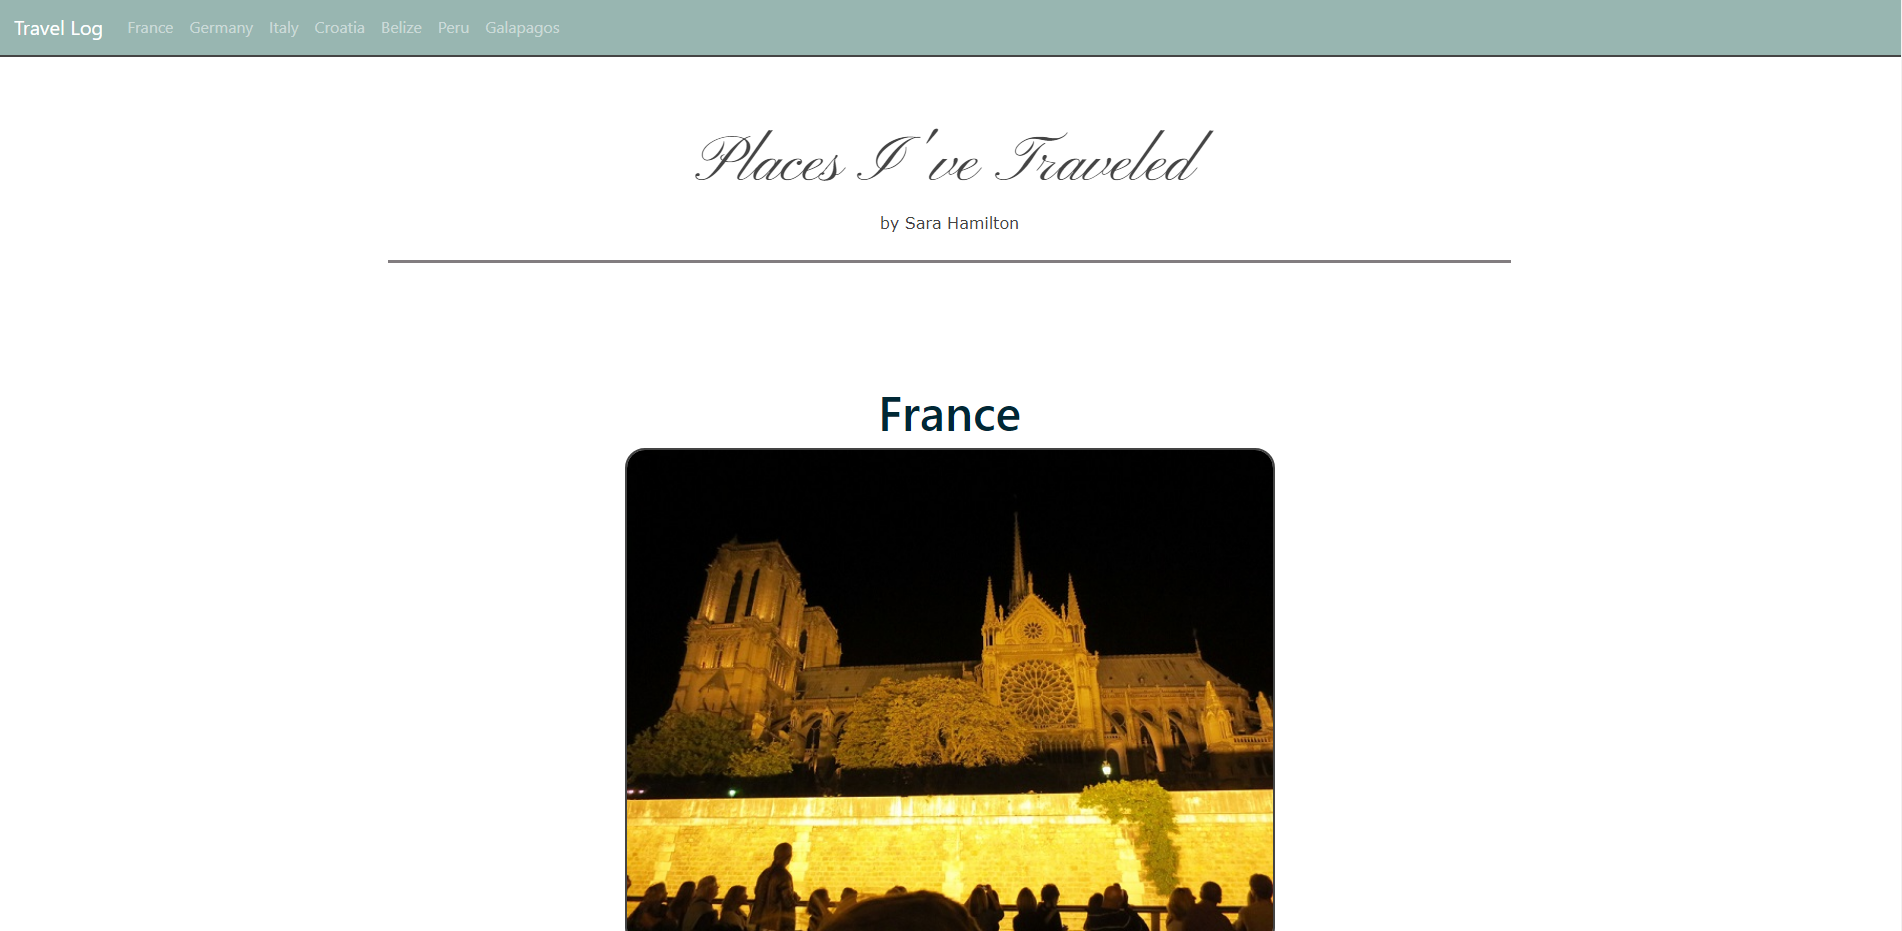 Travel Log France Germany Italy Croatia Belize Peru Galapagos
Places I've Traveled
by Sara Hamilton
France